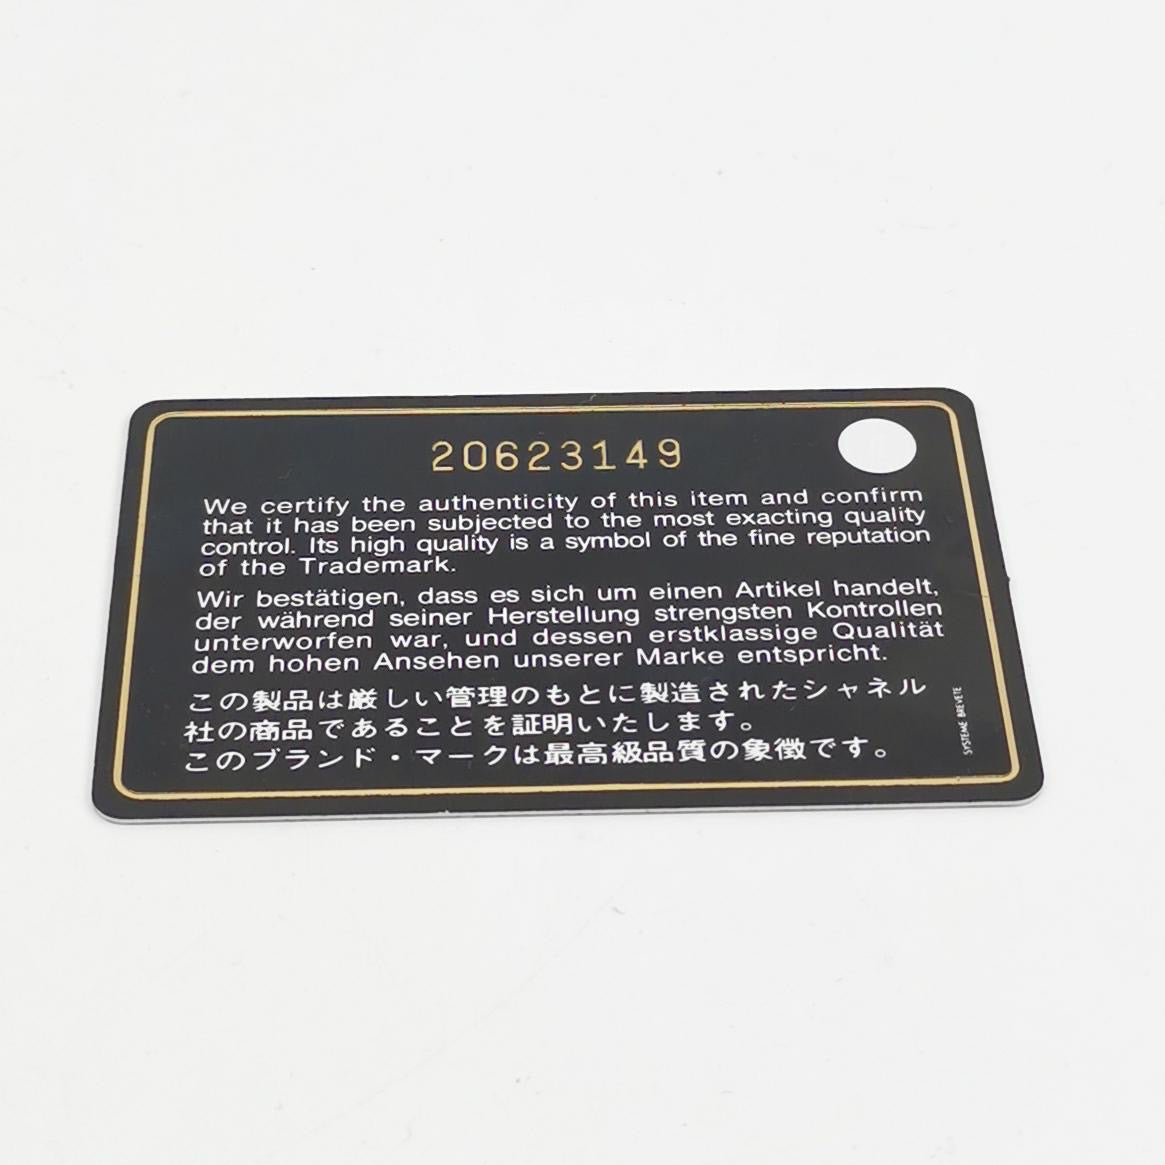 20623149
We certify the authenticity of this item and confirm
that it has been subjected to the most exacting quality
control. Its high quality is a symbol of the fine reputation
of the Trademark.
Wir bestätigen, dass es sich um einen Artikel handelt,
der während seiner Herstellung strengsten Kontrollen
unterworfen war, und dessen erstklassige Qualität
dem hohen Ansehen unserer Marke entspricht.
この製品は厳しい管理のもとに製造されたシャネル
社の商品であることを証明いたします。
このブランド・マークは最高級品質の象徴です。
SYSTEME BREVETE